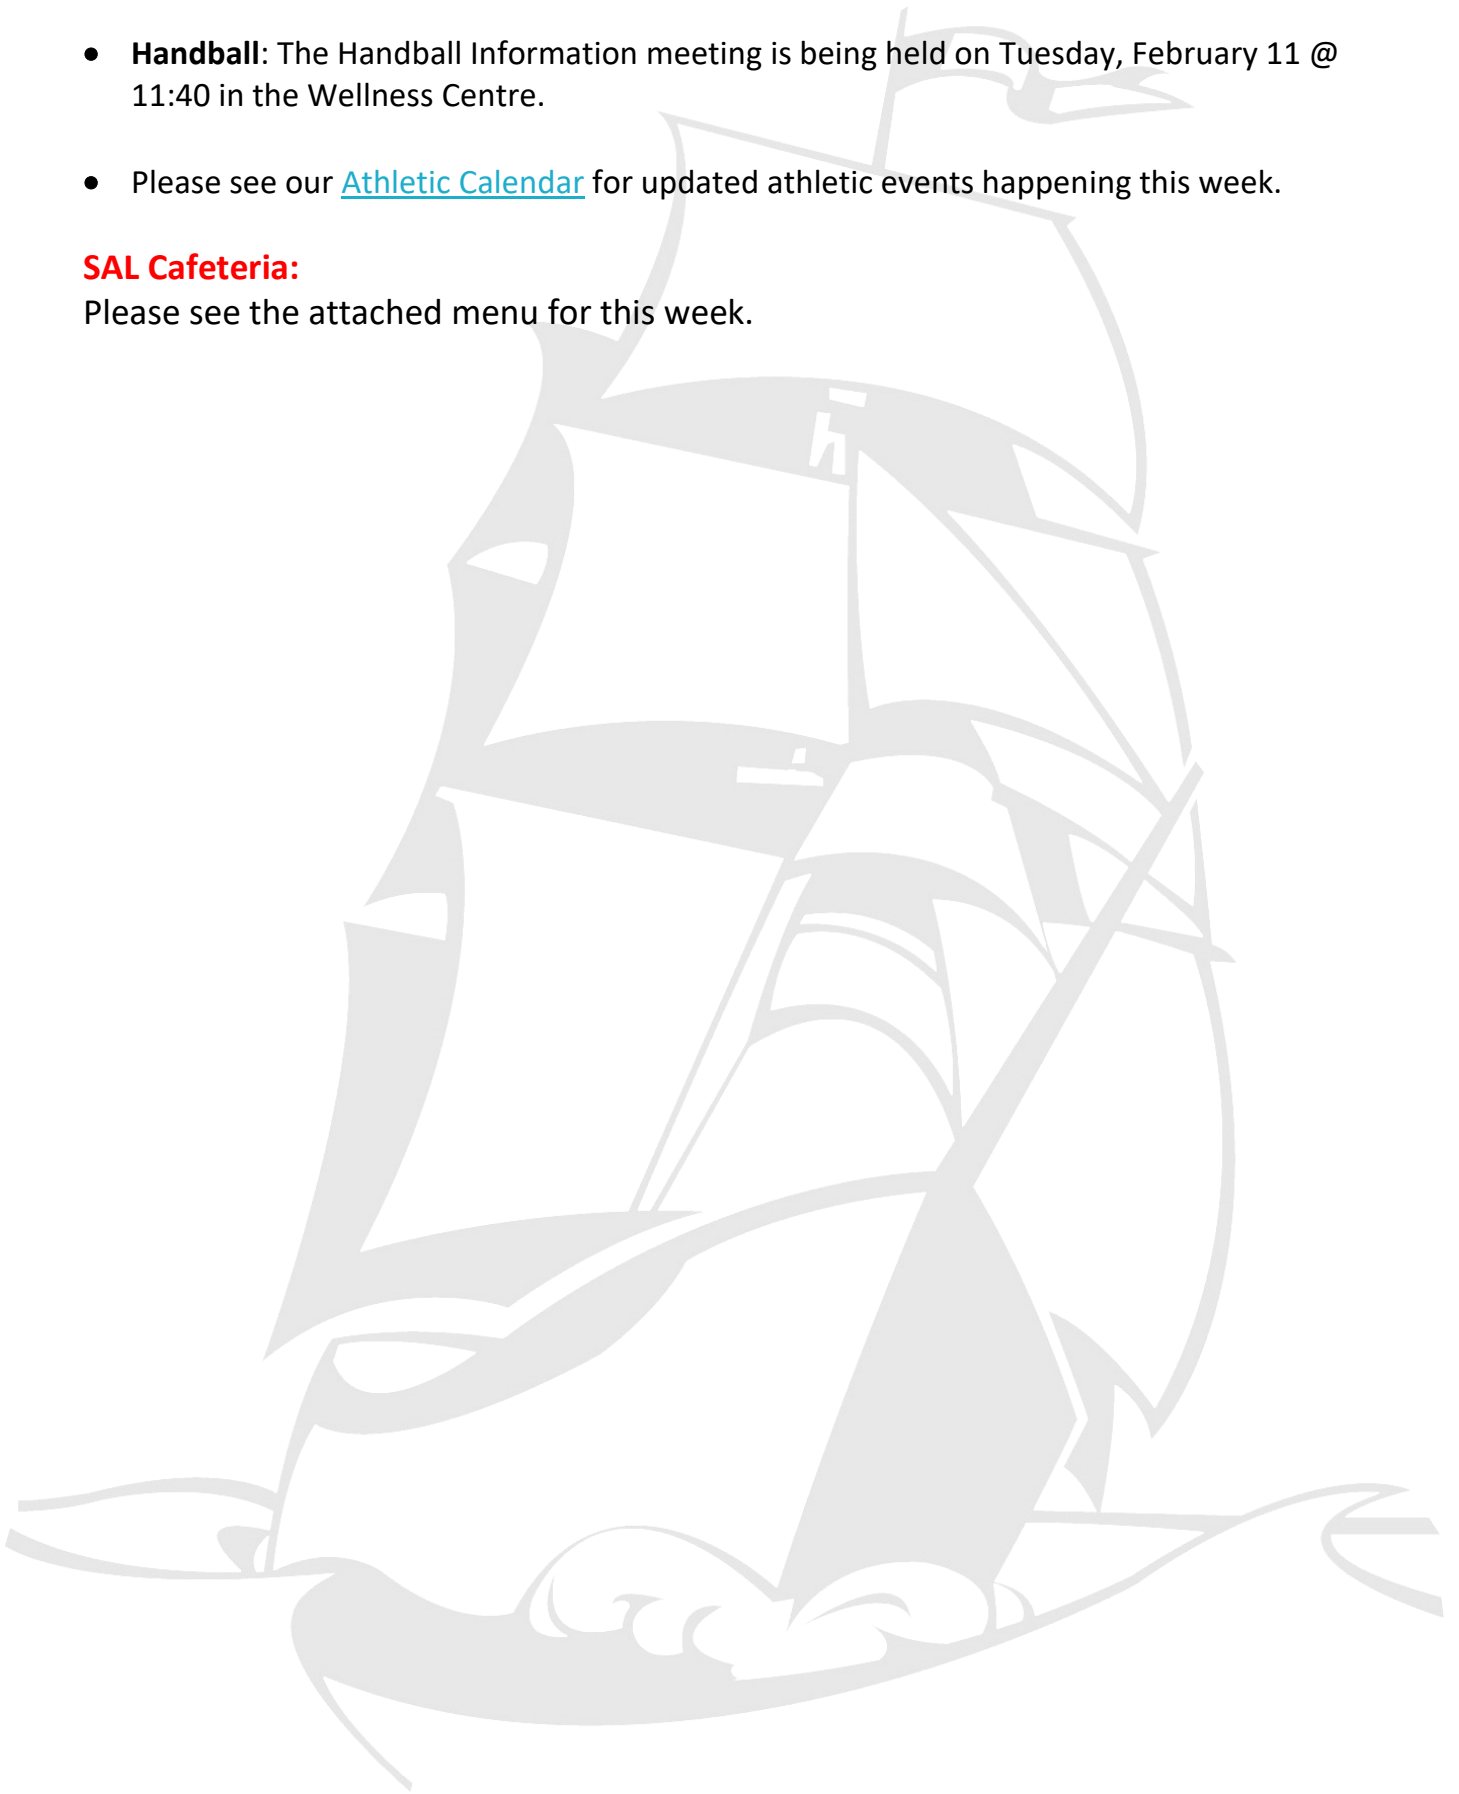 • Handball: The Handball Information meeting is being held on Tuesday, February 11 @
11:40 in the Wellness Centre.
• Please see our Athletic Calendar for updated athletic events happening this week.
SAL Cafeteria:
Please see the attached menu for this week.